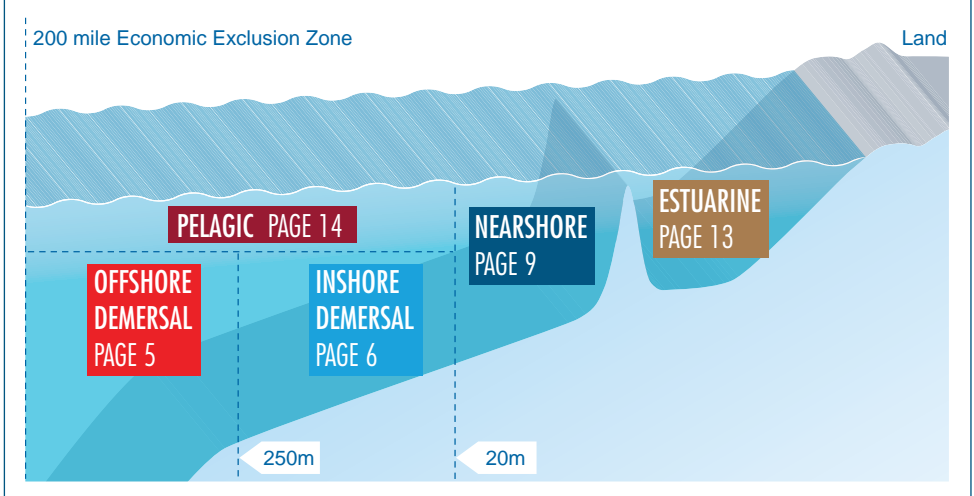 200 mile Economic Exclusion Zone
Land
PELAGIC PAGE 14
NEARSHORE
PAGE 9
ESTUARINE
PAGE 13
OFFSHORE
DEMERSAL
PAGE 5
INSHORE
DEMERSAL
PAGE 6
250m
20m